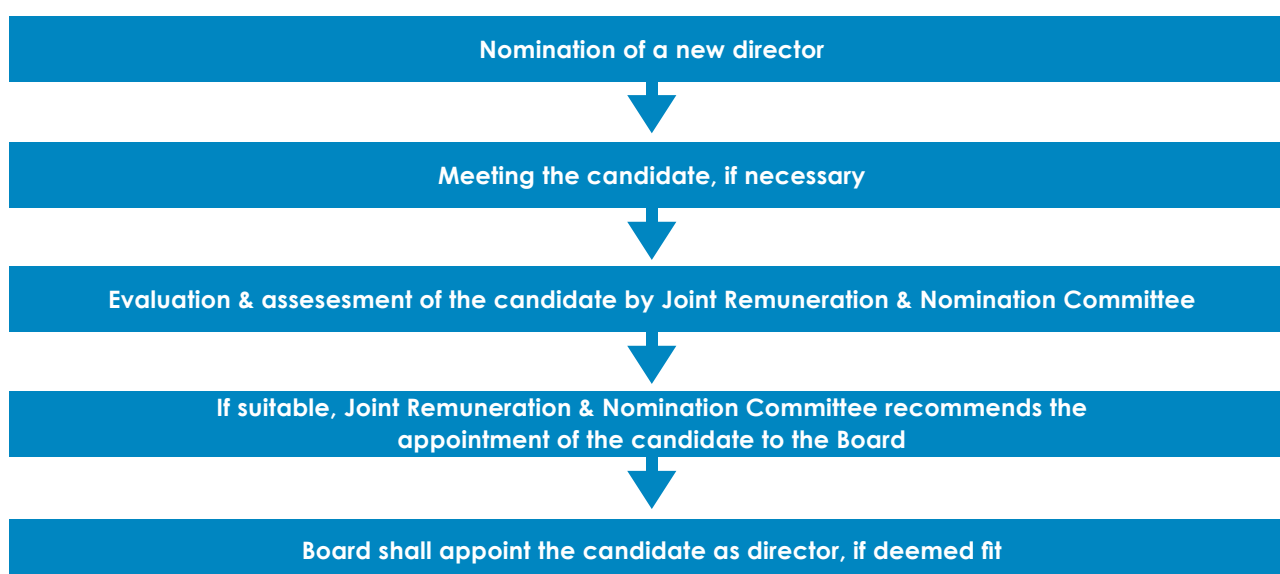 Nomination of a new director
Meeting the candidate, if necessary
Evaluation & assesesment of the candidate by Joint Remuneration & Nomination Committee
If suitable, Joint Remuneration & Nomination Committee recommends the
appointment of the candidate to the Board
Board shall appoint the candidate as director, if deemed fit